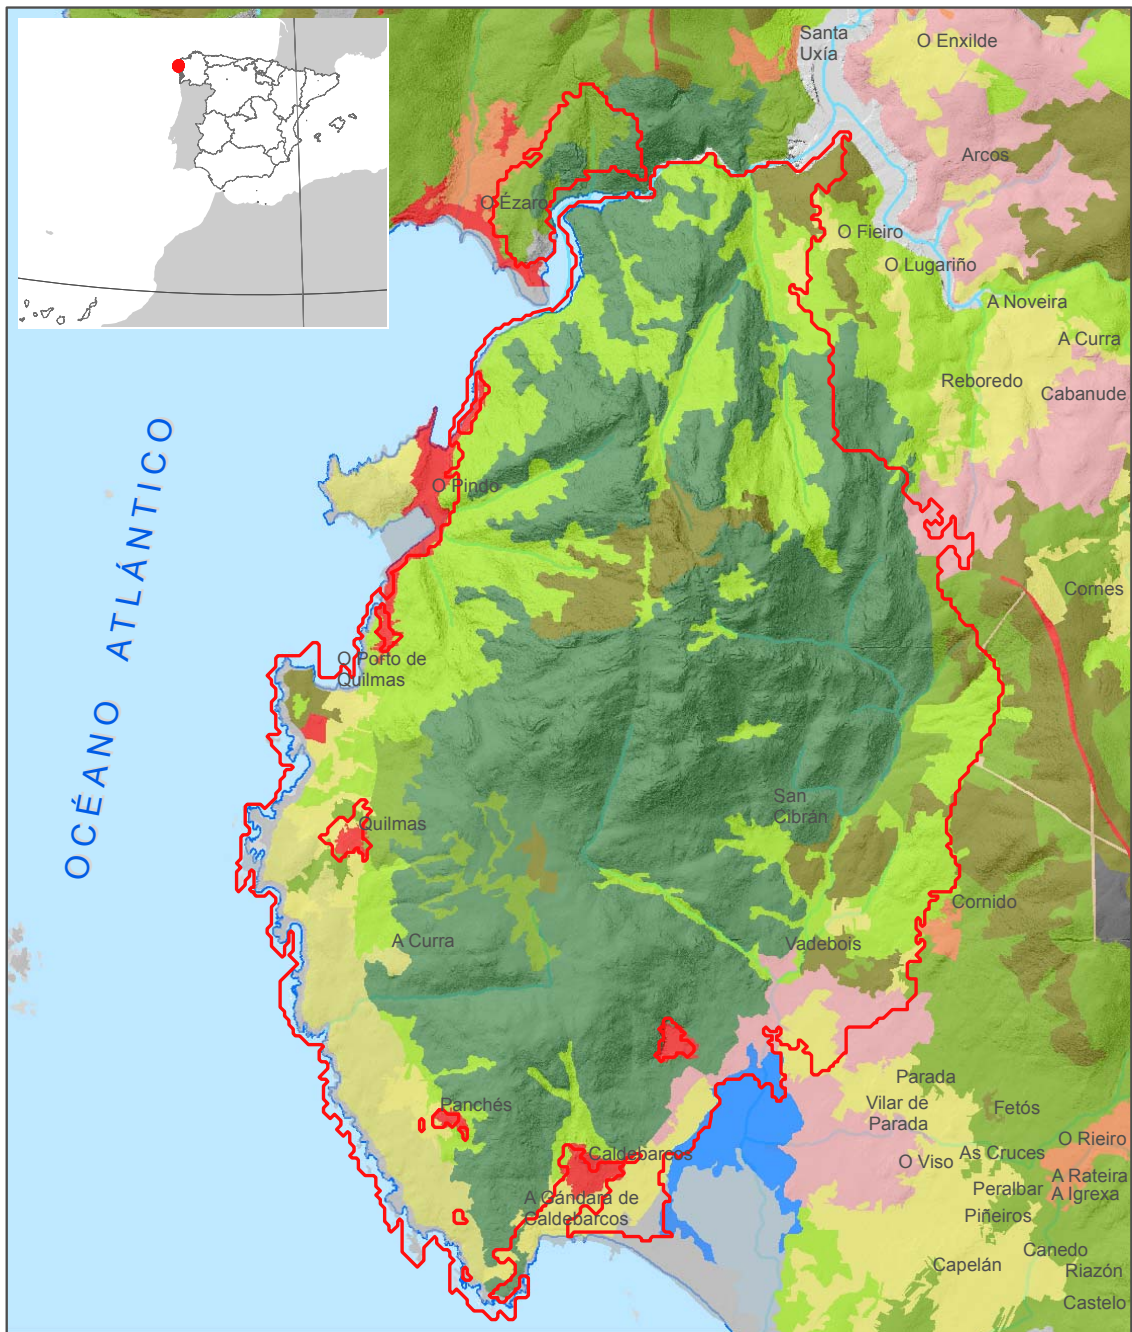 Santa
Uxía
O Enxilde
Arcos
O Ézaro
O Fieiro
O Lugariño
A Noveira
A Curra
Reboredo
Cabanude
OCÉANO ATLÁNTICO
O Pindo
Cornes
O Porto de
Quilmas
San
Cibrán
Quilmas
Cornido
A Curra
Vadebois
Parada
Panchés
Vilar de
Parada
Fetós
O Rieiro
Caldebarcos
As Cruces
O Viso
A Rateira
Peralbar
A Igrexa
A Gándara de
Caldebarcos
Piñeiros
Canedo
Capelán
Riazón
Castelo